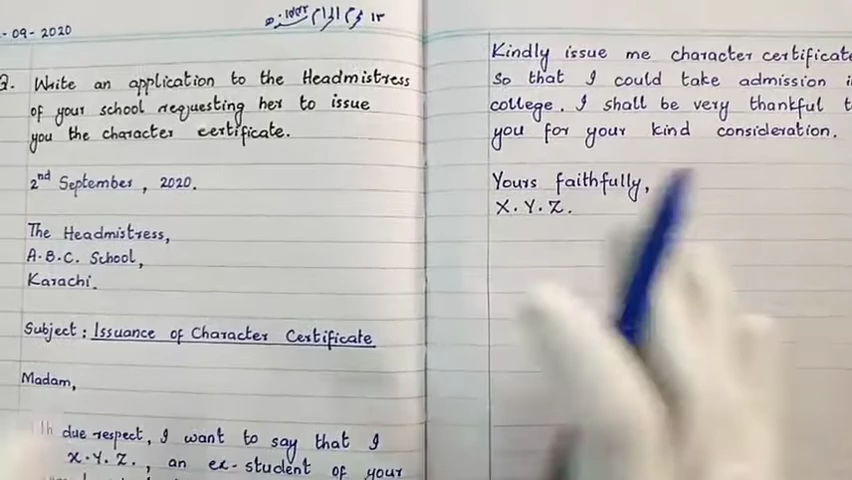 -09-2020
۱۳ محرم الحرام ۱۴۴۲ھ
Q. Write an application to the Headmistress
of your school requesting her to issue
you the character certificate.
2nd September, 2020.
The Headmistress,
A.B.C. School,
Karachi.
Subject: Issuance of Character Certificate
Madam,
due respect, I want to say that I
X.Y.Z., an ex-student of your
Kindly issue me character certificate
So that I could take admission
college. I shall be very thankful
you for your kind consideration.
Yours faithfully,
X.Y.Z.